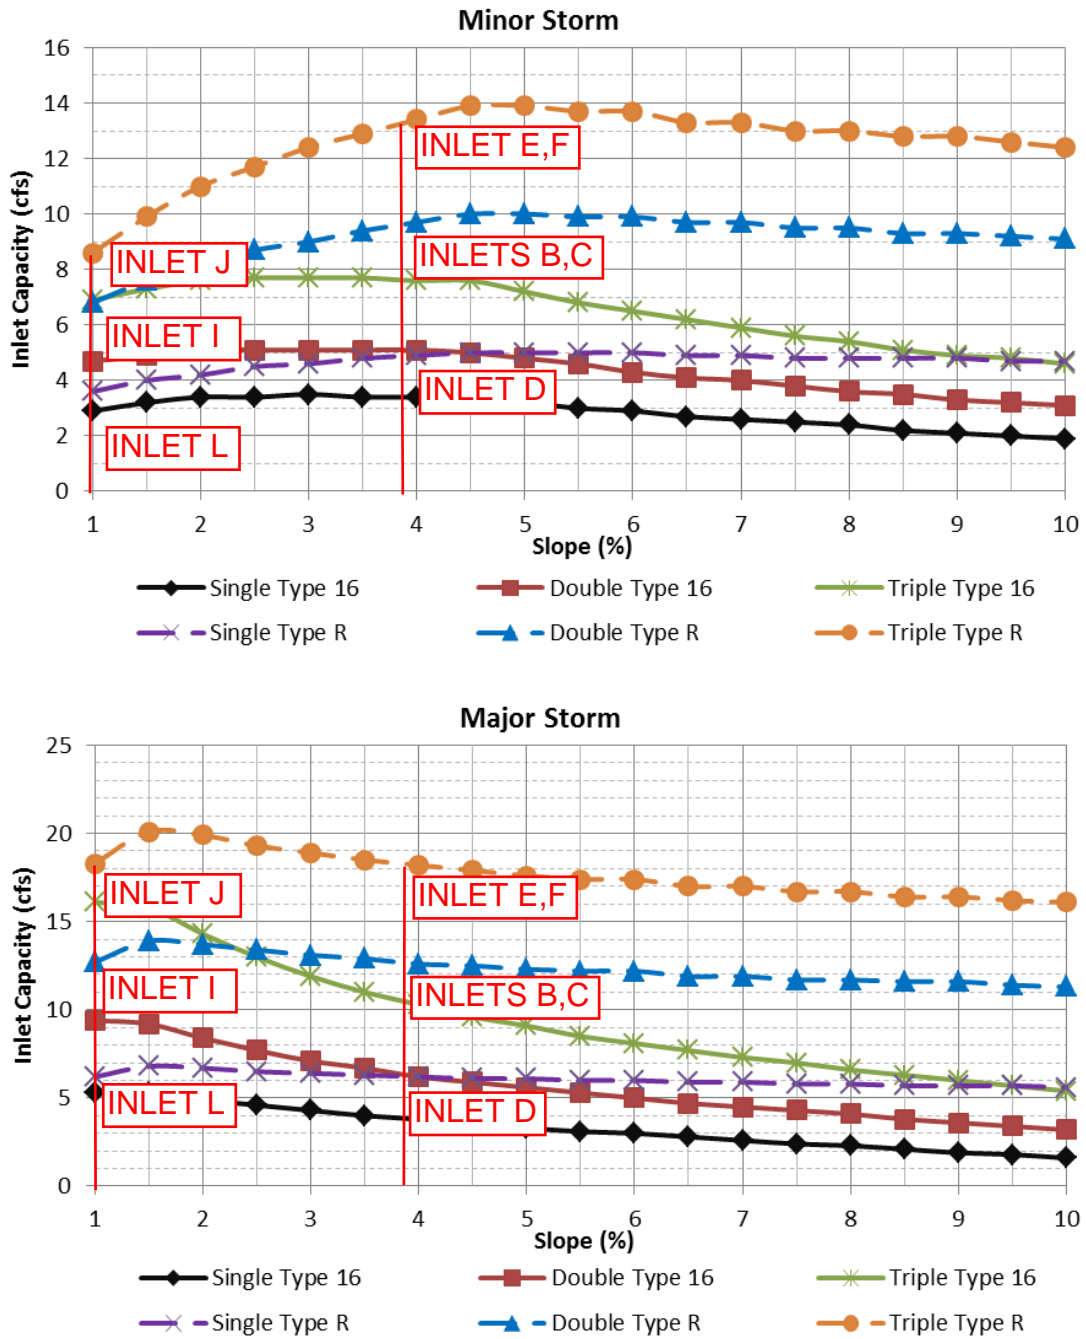 Minor Storm
16
14
12
10
8
6
4
2
0
Inlet Capacity (cfs)
INLET E,F
INLET J
INLETS B,C
INLET I
INLET D
INLET L
1 2 3 4 5 6 7 8 9 10
Slope (%)
Single Type 16 Double Type 16 Triple Type 16
Single Type R Double Type R Triple Type R
Major Storm
25
20
15
10
5
0
Inlet Capacity (cfs)
INLET J
INLET E,F
INLET I
INLETS B,C
INLET L
INLET D
1 2 3 4 5 6 7 8 9 10
Slope (%)
Single Type 16 Double Type 16 Triple Type 16
Single Type R Double Type R Triple Type R